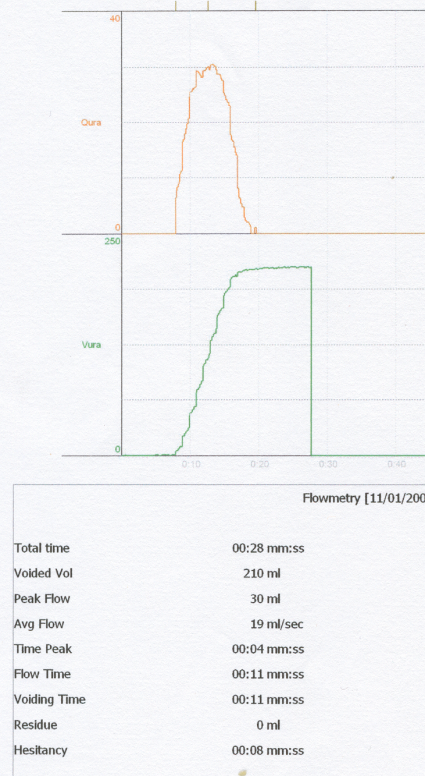 40
Qura
0
250
Vura
0
0:10 0:20 0:30 0:40
Flowmetry [11/01/200
Total time 00:28 mm:ss
Voided Vol 210 ml
Peak Flow 30 ml
Avg Flow 19 ml/sec
Time Peak 00:04 mm:ss
Flow Time 00:11 mm:ss
Voiding Time 00:11 mm:ss
Residue 0 ml
Hesitancy 00:08 mm:ss